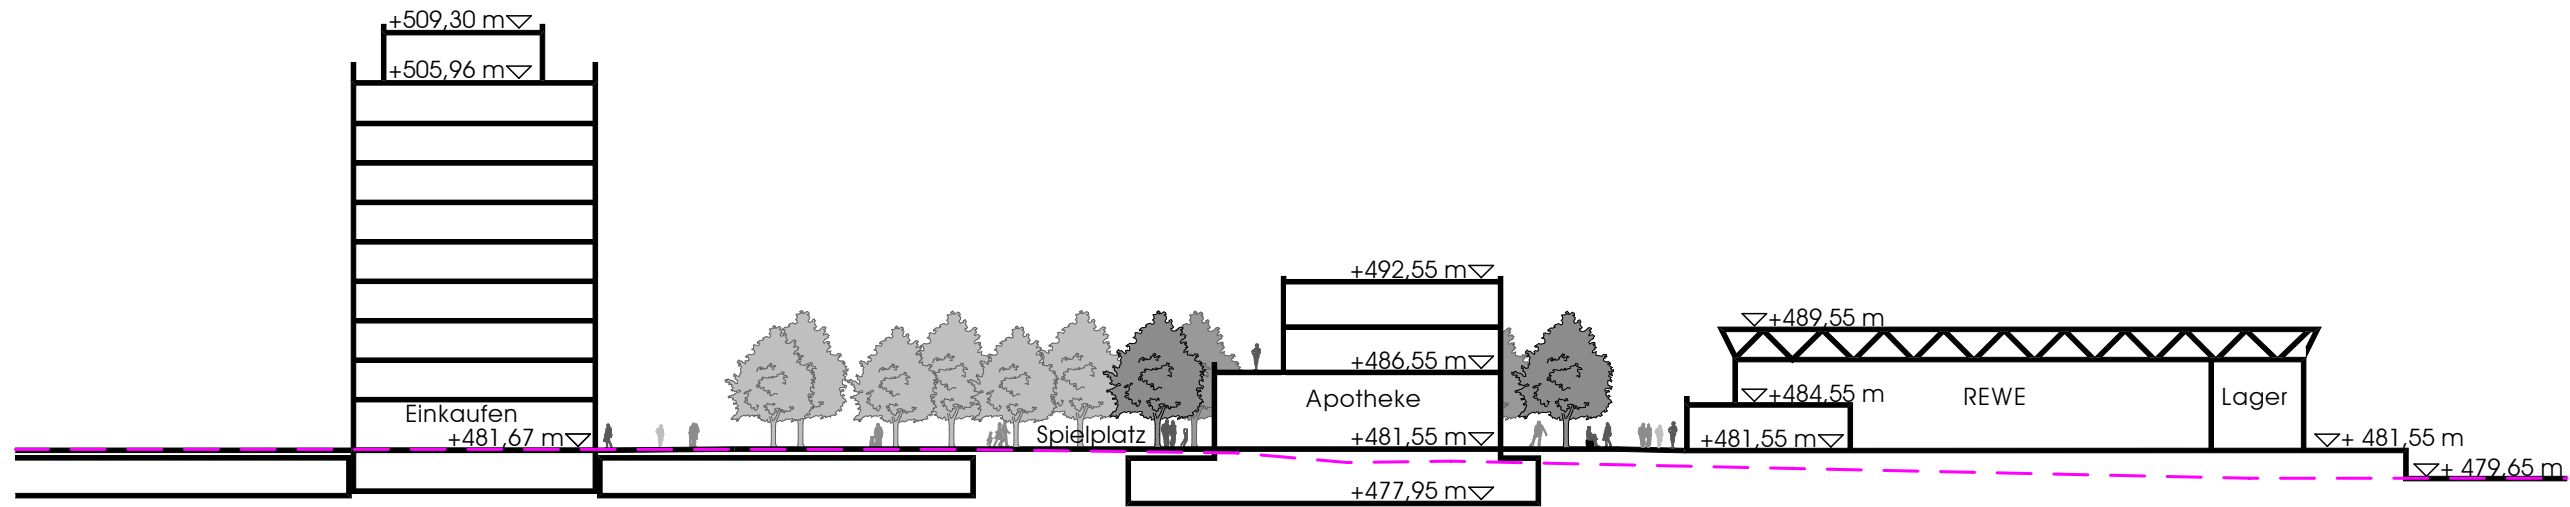 +509,30 m
+505,96 m
Einkaufen
+481,67 m
Spielplatz
+492,55 m
+486,55 m
Apotheke
+481,55 m
+477,95 m
+489,55 m
+484,55 m
+481,55 m
REWE
Lager
+ 481,55 m
+ 479,65 m